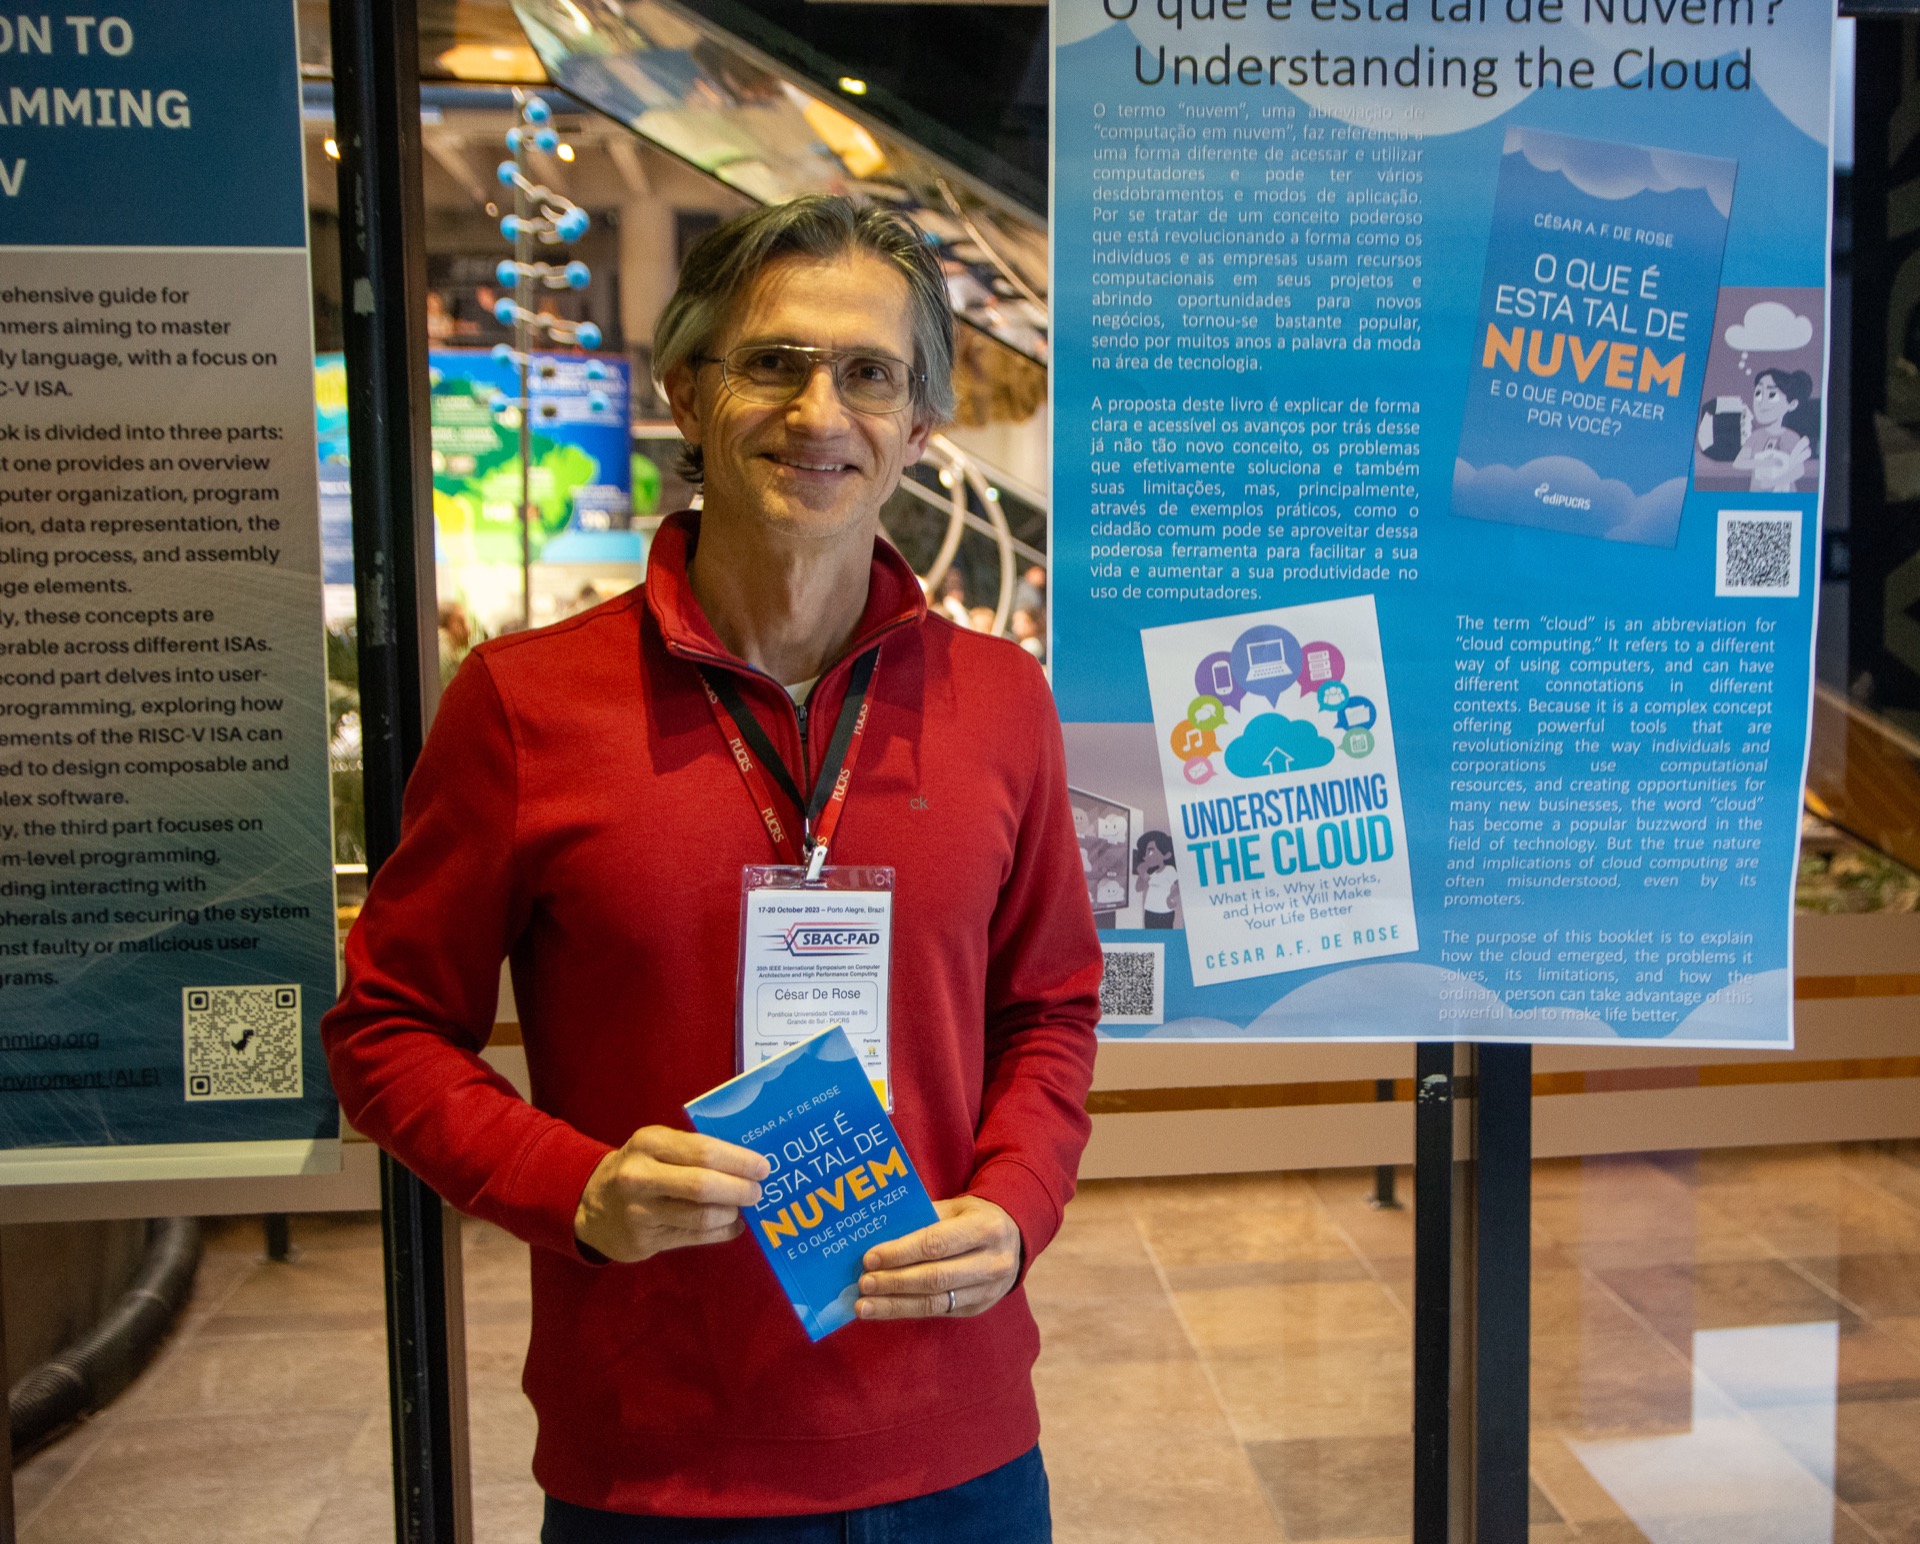 ON TO
AMMING
V
ehensive guide for
mmers aiming to master
ly language, with a focus on
C-V ISA.
ok is divided into three parts:
t one provides an overview
puter organization, program
ion, data representation, the
bling process, and assembly
ge elements.
ly, these concepts are
erable across different ISAs.
econd part delves into user-
programming, exploring how
ements of the RISC-V ISA can
ed to design composable and
plex software.
ly, the third part focuses on
m-level programming,
ding interacting with
pherals and securing the system
nst faulty or malicious user
grams.
mming.org
Enviroment (ALE)
O que é esta tal de Nuvem?
Understanding the Cloud
O termo “nuvem”, uma abreviação de
“computação em nuvem”, faz referência a
uma forma diferente de acessar e utilizar
computadores e pode ter vários
desdobramentos e modos de aplicação.
Por se tratar de um conceito poderoso
que está revolucionando a forma como os
indivíduos e as empresas usam recursos
computacionais em seus projetos e
abrindo oportunidades para novos
negócios, tornou-se bastante popular,
sendo por muitos anos a palavra da moda
na área de tecnologia.
A proposta deste livro é explicar de forma
clara e acessível os avanços por trás desse
já não tão novo conceito, os problemas
que efetivamente soluciona e também
suas limitações, mas, principalmente,
através de exemplos práticos, como o
cidadão comum pode se aproveitar dessa
poderosa ferramenta para facilitar a sua
vida e aumentar a sua produtividade no
uso de computadores.
CÉSAR A. F. DE ROSE
O QUE É
ESTA TAL DE
NUVEM
E O QUE PODE FAZER
POR VOCÊ?
ediPUCRS
UNDERSTANDING
THE CLOUD
What it is, Why it Works,
and How it Will Make
Your Life Better
CÉSAR A.F. DE ROSE
The term “cloud” is an abbreviation for
“cloud computing.” It refers to a different
way of using computers, and can have
different connotations in different
contexts. Because it is a complex concept
offering powerful tools that are
revolutionizing the way individuals and
corporations use computational
resources, and creating opportunities for
many new businesses, the word “cloud”
has become a popular buzzword in the
field of technology. But the true nature
and implications of cloud computing are
often misunderstood, even by its
promoters.
The purpose of this booklet is to explain
how the cloud emerged, the problems it
solves, its limitations, and how the
ordinary person can take advantage of this
powerful tool to make life better.
PUCRS
PUCRS
PUCRS
PUCRS
ck
17-20 October 2023 – Porto Alegre, Brazil
SBAC-PAD
35th IEEE International Symposium on Computer
Architecture and High Performance Computing
César De Rose
Pontifícia Universidade Católica do Rio
Grande do Sul - PUCRS
Promotion Partners
CÉSAR A. F. DE ROSE
O QUE É
ESTA TAL DE
NUVEM
E O QUE PODE FAZER
POR VOCÊ?